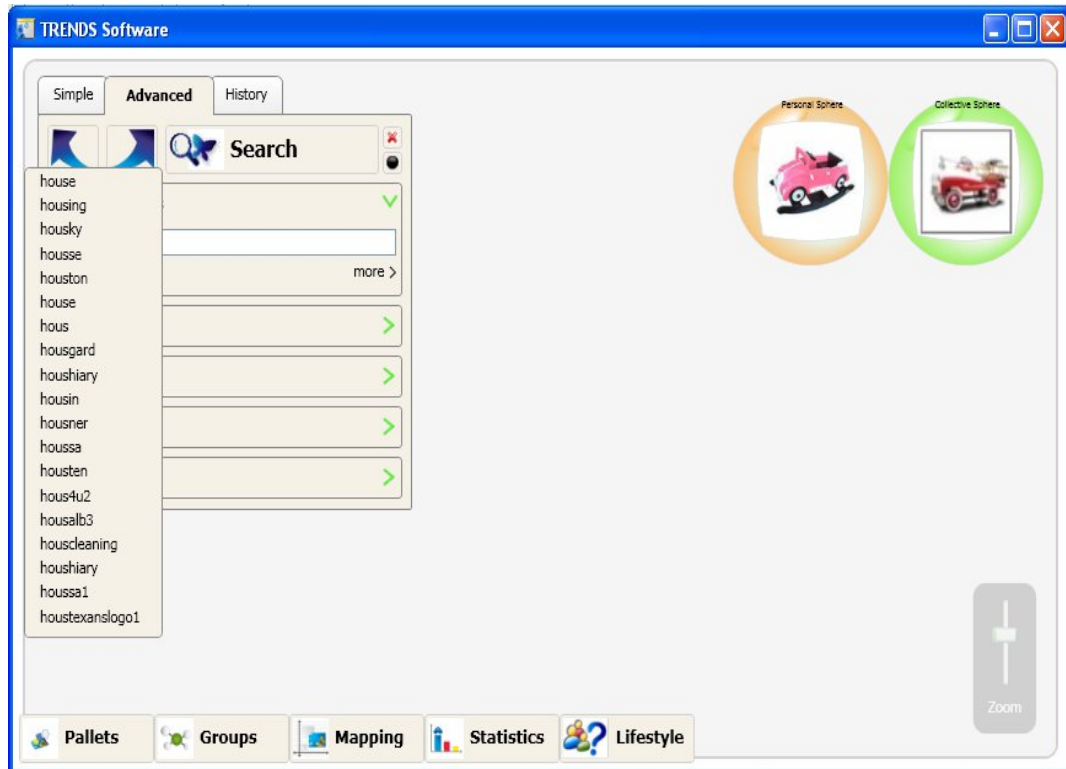 TRENDS Software
Simple Advanced History
Personal Sphere
Collective Sphere
Search
house
housing
housky
housse
houston
house
hous
housgard
houshiary
housin
housner
houssa
housten
hous4u2
housalb3
houscleaning
houshiary
houssa1
houstexanslogo1
more >
Zoom
Pallets Groups Mapping Statistics Lifestyle